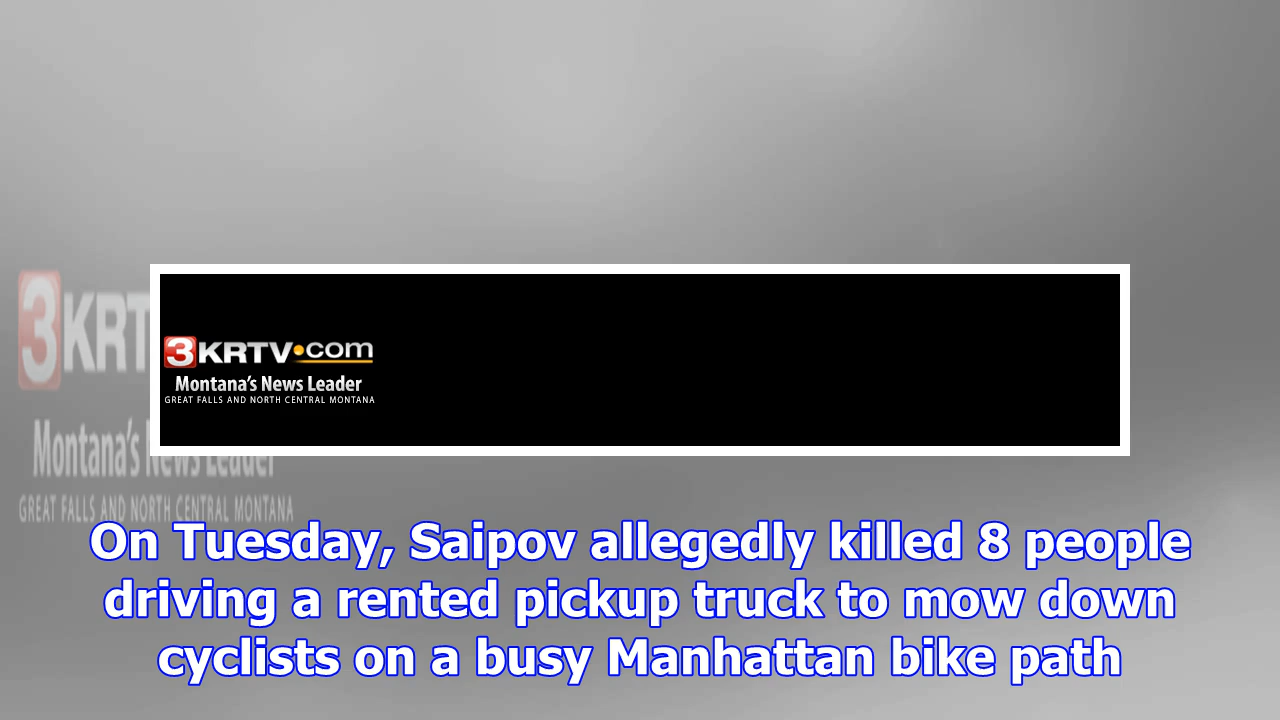 3KRTV.com
Montana's News Leader
GREAT FALLS AND NORTH CENTRAL MONTANA
3KRT
Montana's News Leader
GREAT FALLS AND NORTH CENTRAL MONTANA
On Tuesday, Saipov allegedly killed 8 people
driving a rented pickup truck to mow down
cyclists on a busy Manhattan bike path